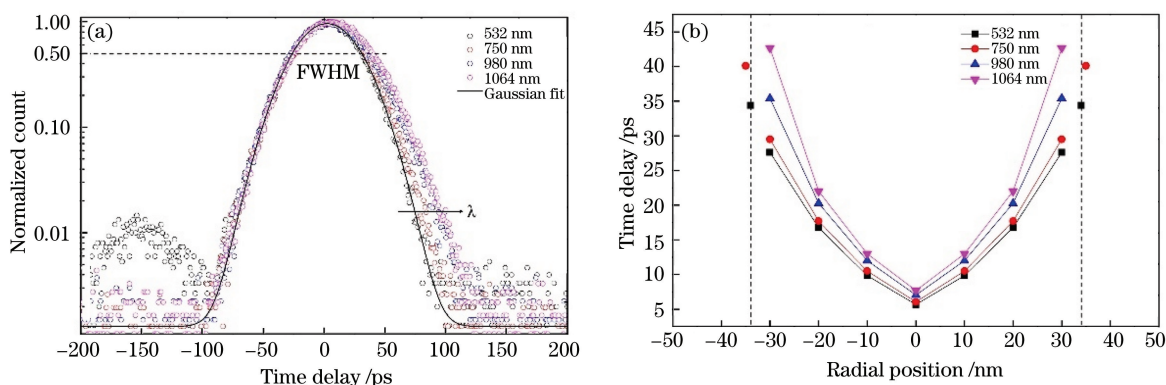 (a)
1.00
0.50
0.10
0.01
Normalized count
FWHM
532 nm
750 nm
980 nm
1064 nm
Gaussian fit
λ
−200 −150 −100 −50 0 50 100 150 200
Time delay /ps
(b)
45
40
35
30
25
20
15
10
5
Time delay /ps
532 nm
750 nm
980 nm
1064 nm
−50 −40 −30 −20 −10 0 10 20 30 40 50
Radial position /nm